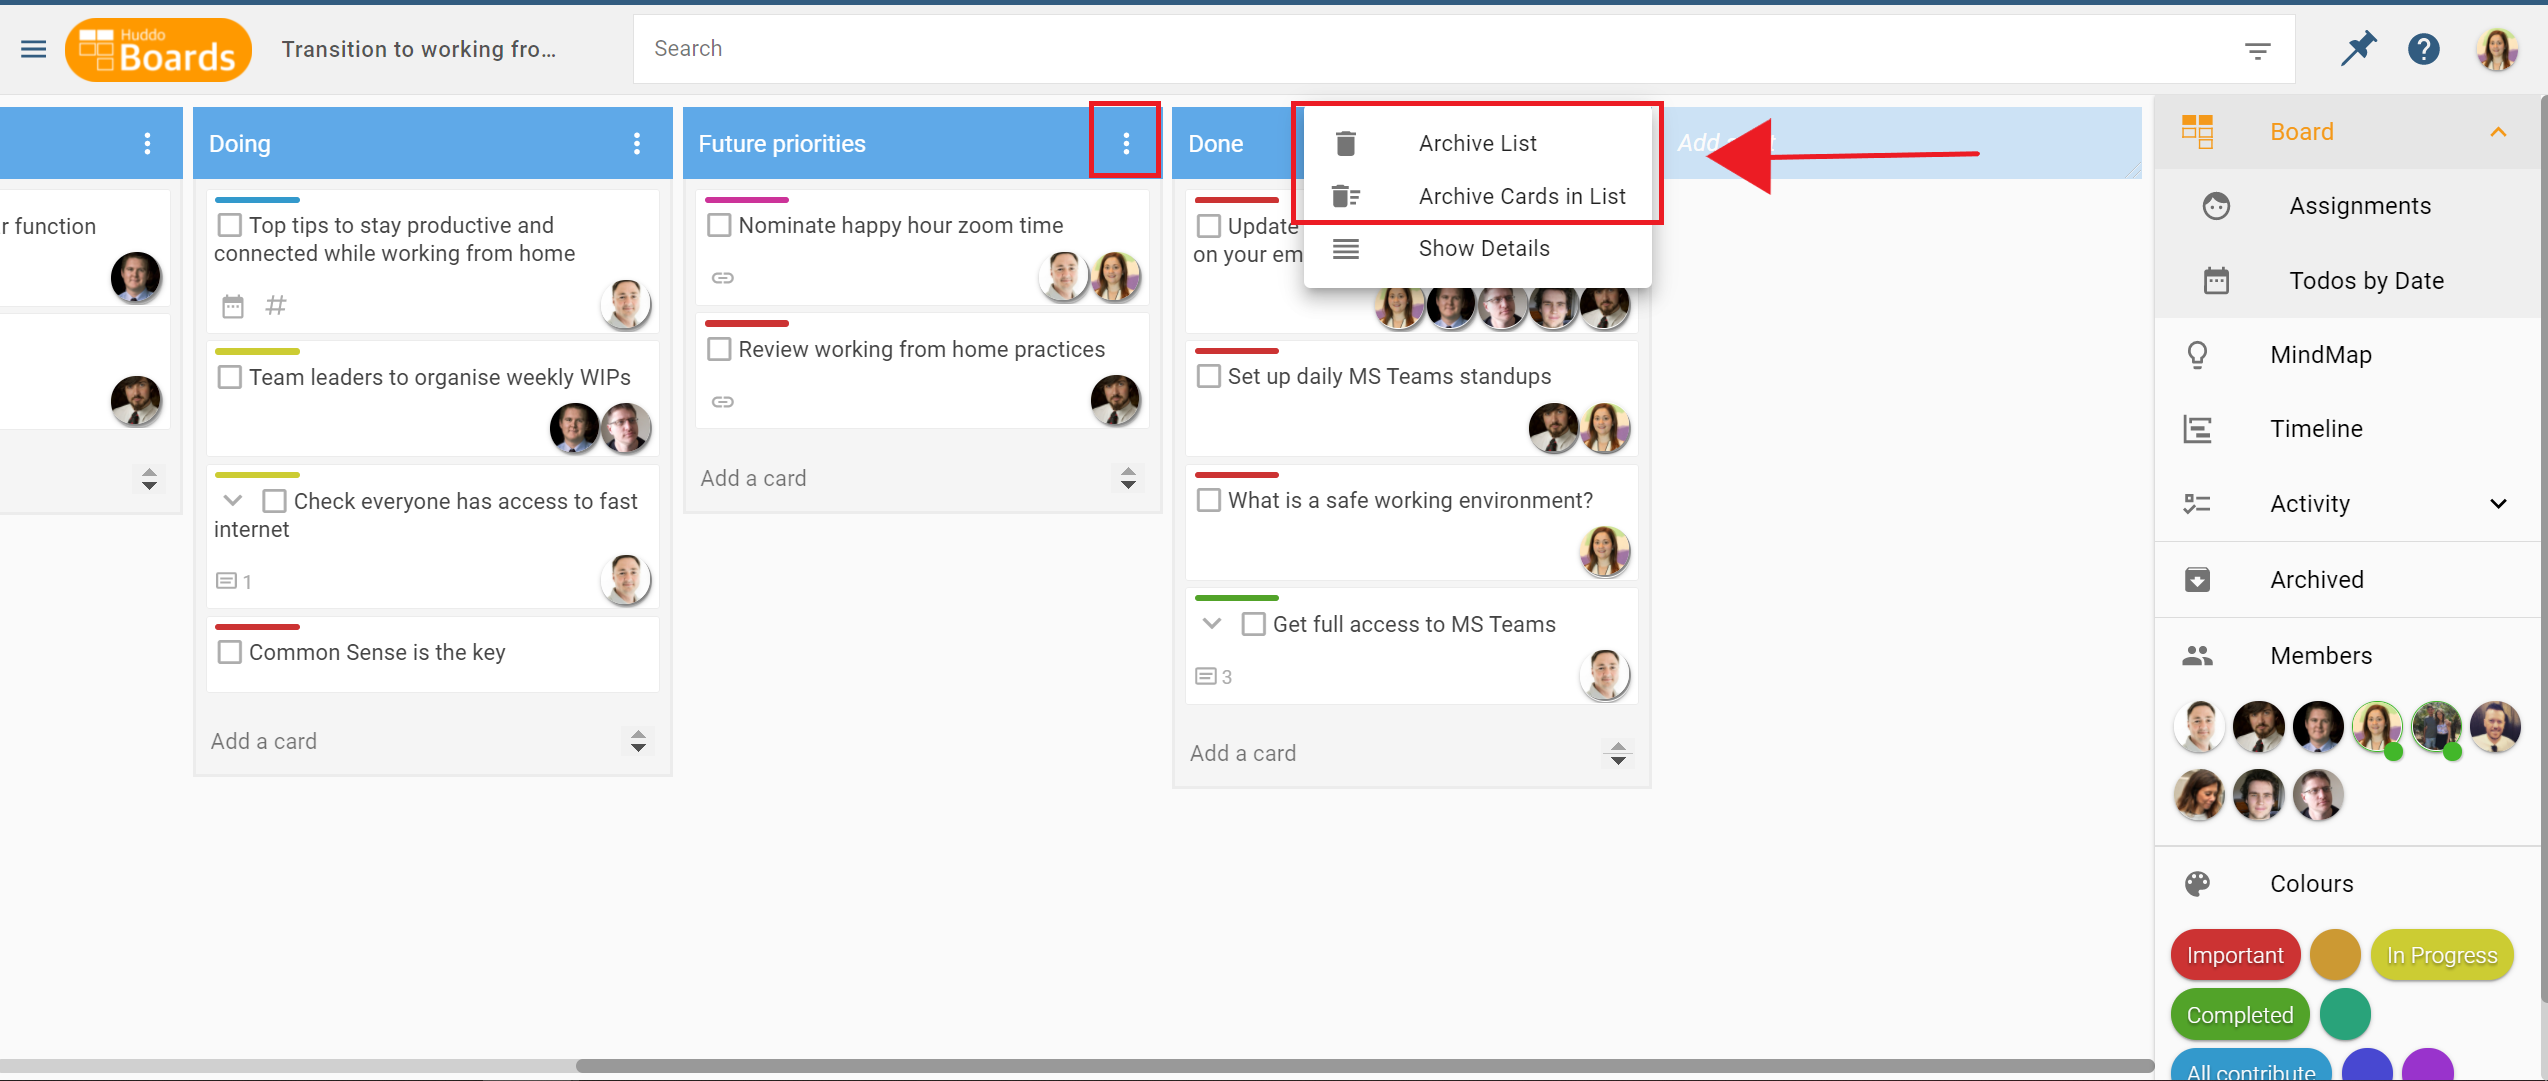 Huddo
Boards
Transition to working fro...
Search
r function
Doing
Top tips to stay productive and
connected while working from home
Team leaders to organise weekly WIPs
Check everyone has access to fast
internet
1
Common Sense is the key
Add a card
Future priorities
Nominate happy hour zoom time
Review working from home practices
Add a card
Done
Update
on your em
Set up daily MS Teams standups
What is a safe working environment?
Get full access to MS Teams
3
Add a card
Archive List
Archive Cards in List
Show Details
Board
Assignments
Todos by Date
MindMap
Timeline
Activity
Archived
Members
Colours
Important
In Progress
Completed
All contribute